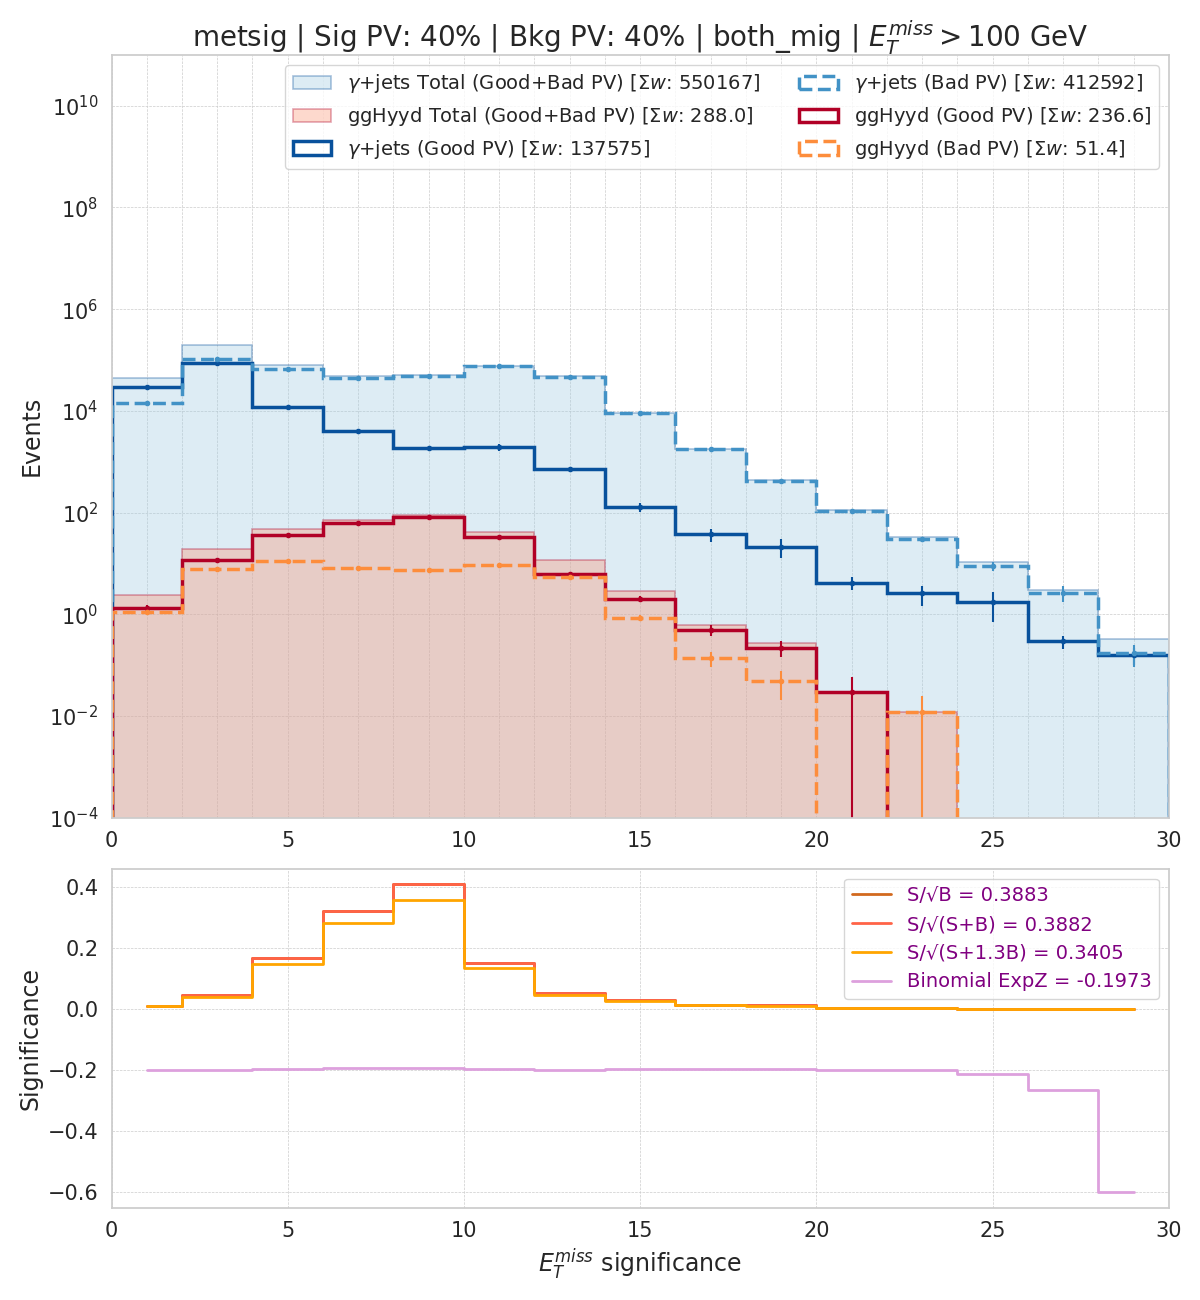 metsig | Sig PV: 40% | Bkg PV: 40% | both_mig | $E_T^{miss} > 100$ GeV
γ+jets Total (Good+Bad PV) [Σw: 550167]
ggHyyd Total (Good+Bad PV) [Σw: 288.0]
γ+jets (Good PV) [Σw: 137575]
γ+jets (Bad PV) [Σw: 412592]
ggHyyd (Good PV) [Σw: 236.6]
ggHyyd (Bad PV) [Σw: 51.4]
Events
$10^{10}$
$10^{8}$
$10^{6}$
$10^{4}$
$10^{2}$
$10^{0}$
$10^{-2}$
$10^{-4}$
0 5 10 15 20 25 30
Significance
0.4
0.2
0.0
−0.2
−0.4
−0.6
S/√B = 0.3883
S/√(S+B) = 0.3882
S/√(S+1.3B) = 0.3405
Binomial ExpZ = -0.1973
0 5 10 15 20 25 30
$E_T^{miss}$ significance